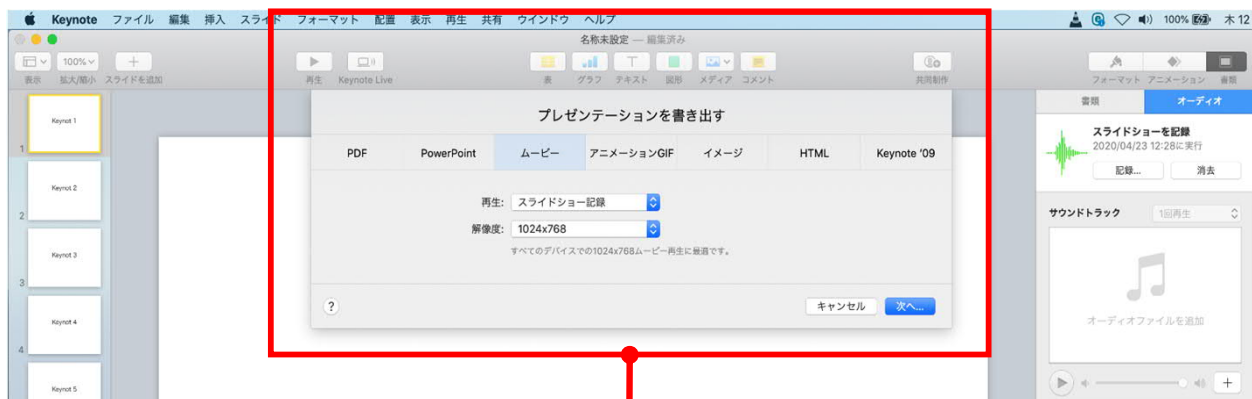 Keynote ファイル 編集 挿入 スライド フォーマット 配置 表示 再生 共有 ウインドウ ヘルプ 100% 木12
名称未設定 — 編集済み
100%
表示 拡大/縮小 スライドを追加 再生 Keynote Live 表 グラフ テキスト 図形 メディア コメント 共同制作 フォーマット アニメーション 書類
プレゼンテーションを書き出す
PDF PowerPoint ムービー アニメーションGIF イメージ HTML Keynote '09
再生: スライドショー記録
解像度: 1024x768
すべてのデバイスでの1024x768ムービー再生に最適です。
? キャンセル 次へ...
Keynot 1
1
Keynot 2
2
Keynot 3
3
Keynot 4
4
Keynot 5
書類 オーディオ
スライドショーを記録
2020/04/23 12:28に実行
記録... 消去
サウンドトラック 1回再生
オーディオファイルを追加